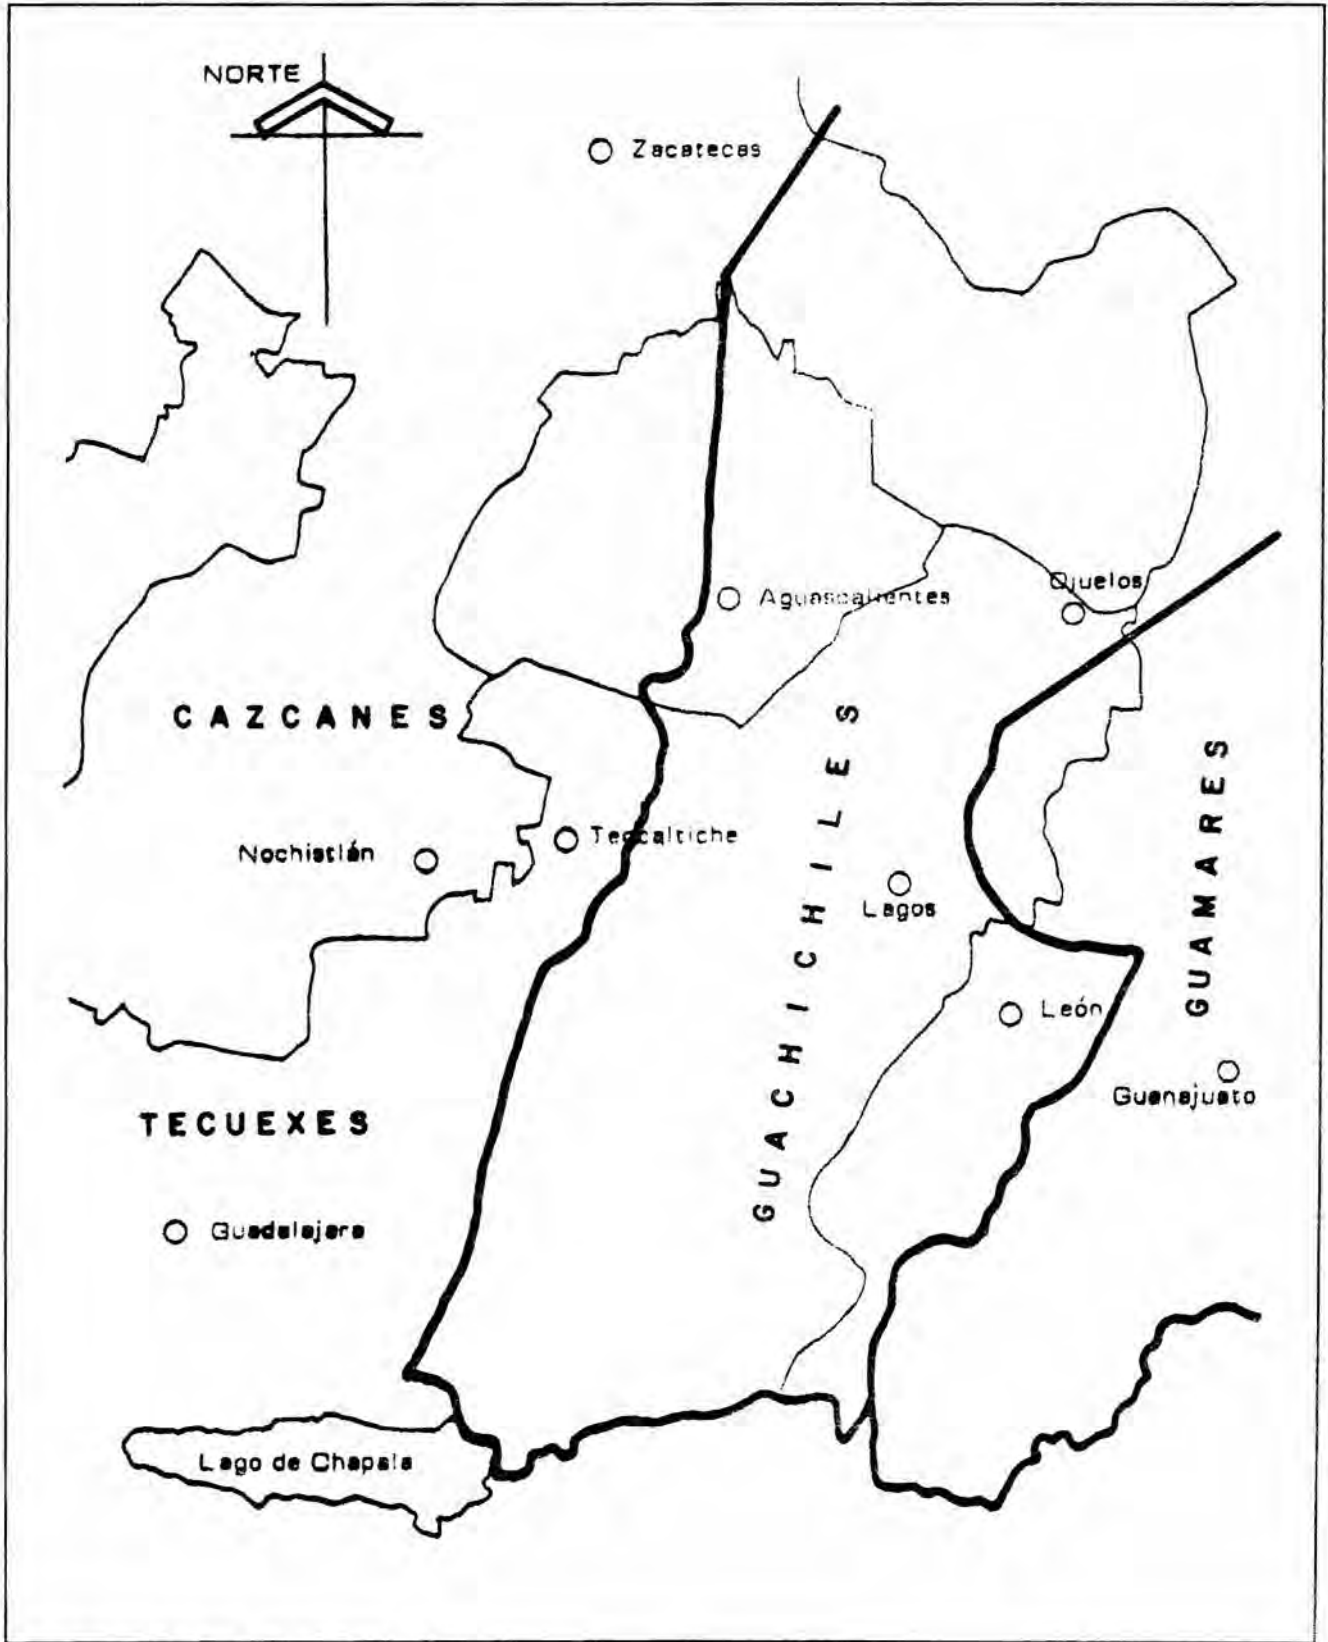 NORTE
Zacatecas
Ojuelos
Aguascalientes
CAZCANES
GUACHICHILES
GUAMARES
Teocaltiche
Nochistlán
Lagos
León
Guanajuato
TECUEXES
Guadalajara
Lago de Chapala